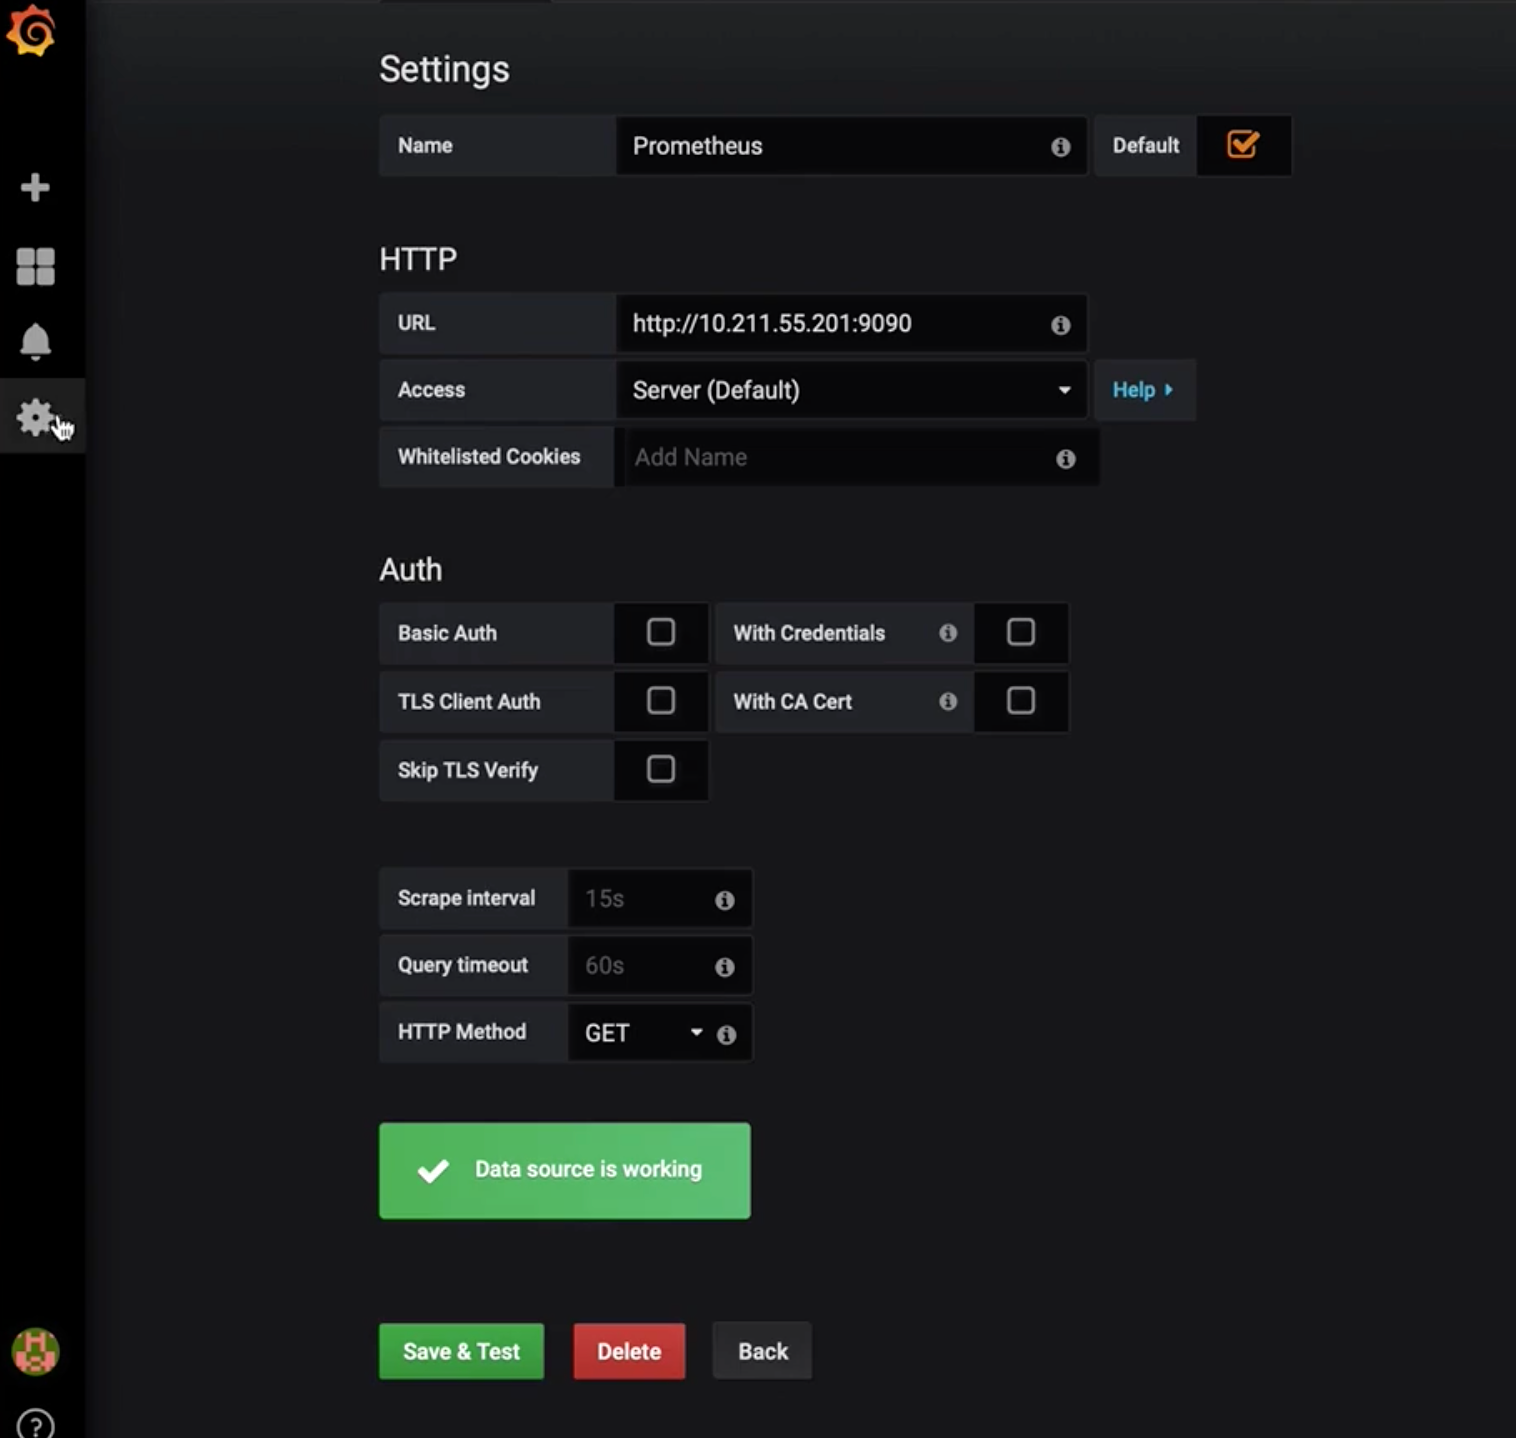 Settings
Name Prometheus Default
HTTP
URL http://10.211.55.201:9090
Access Server (Default) Help
Whitelisted Cookies Add Name
Auth
Basic Auth With Credentials
TLS Client Auth With CA Cert
Skip TLS Verify
Scrape interval 15s
Query timeout 60s
HTTP Method GET
Data source is working
Save & Test Delete Back